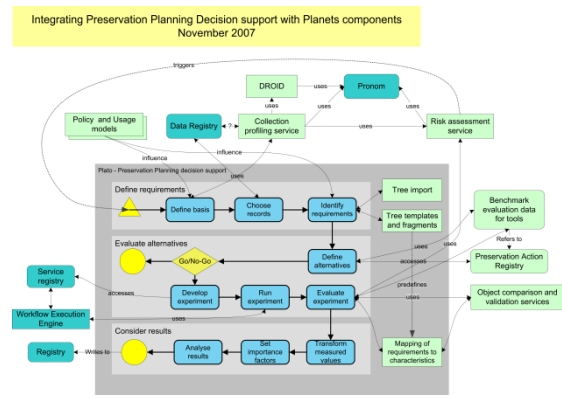 Integrating Preservation Planning Decision support with Planets components
November 2007
triggers
DROID
uses
Pronom
uses
uses
uses
Policy and Usage
models
Data Registry
?
Collection
profiling service
uses
Risk assessment
service
influence
influence
uses
Plato - Preservation Planning decision support
Define requirements
Define basis
Choose
records
Identify
requirements
Tree import
Tree templates
and fragments
Benchmark
evaluation data
for tools
Evaluate alternatives
Go/No-Go
Define
alternatives
uses
uses
accesses
Refers to
Preservation Action
Registry
Service
registry
accesses
Develop
experiment
Run
experiment
Evaluate
experiment
predefines
uses
Object comparison and
validation services
Workflow Execution
Engine
uses
Consider results
Registry
Writes to
Analyse
results
Set
importance
factors
Transform
measured
values
Mapping of
requirements to
characteristics